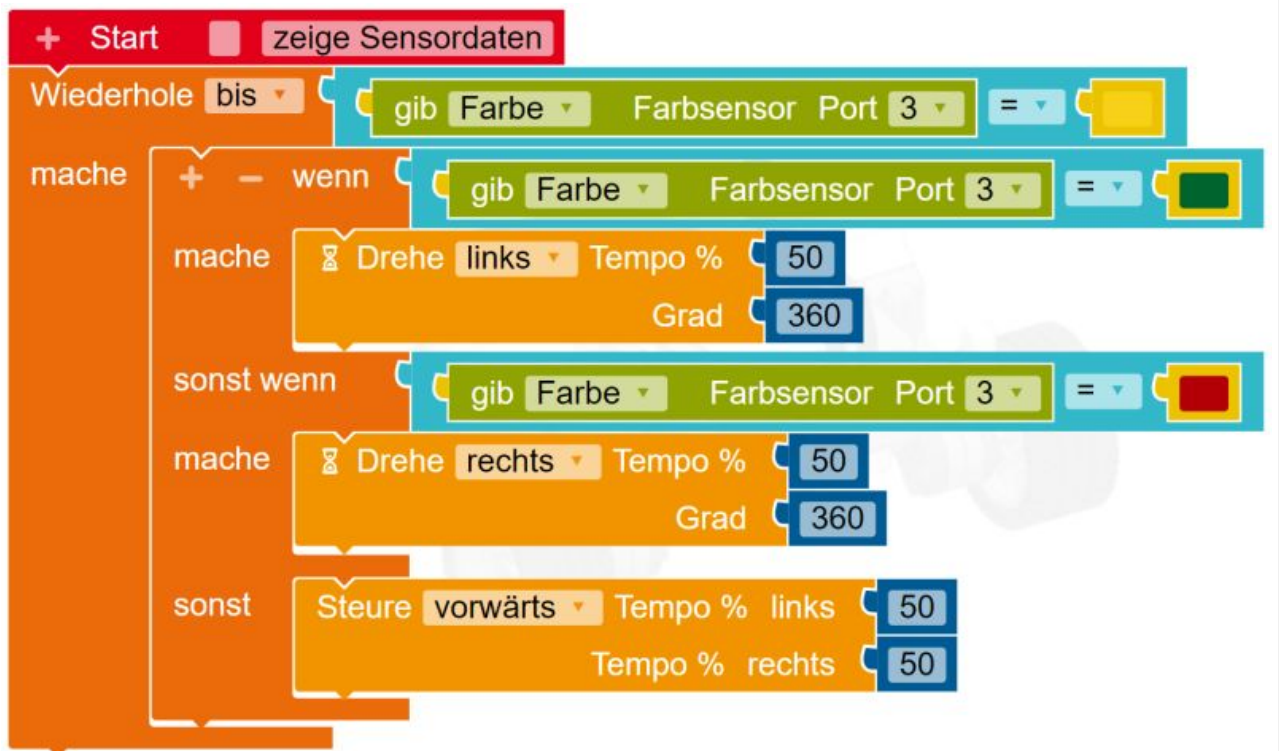 + Start zeige Sensordaten
Wiederhole bis gib Farbe Farbsensor Port 3 =
mache + - wenn gib Farbe Farbsensor Port 3 =
mache Drehe links Tempo % 50
Grad 360
sonst wenn gib Farbe Farbsensor Port 3 =
mache Drehe rechts Tempo % 50
Grad 360
sonst Steure vorwärts Tempo % links 50
Tempo % rechts 50